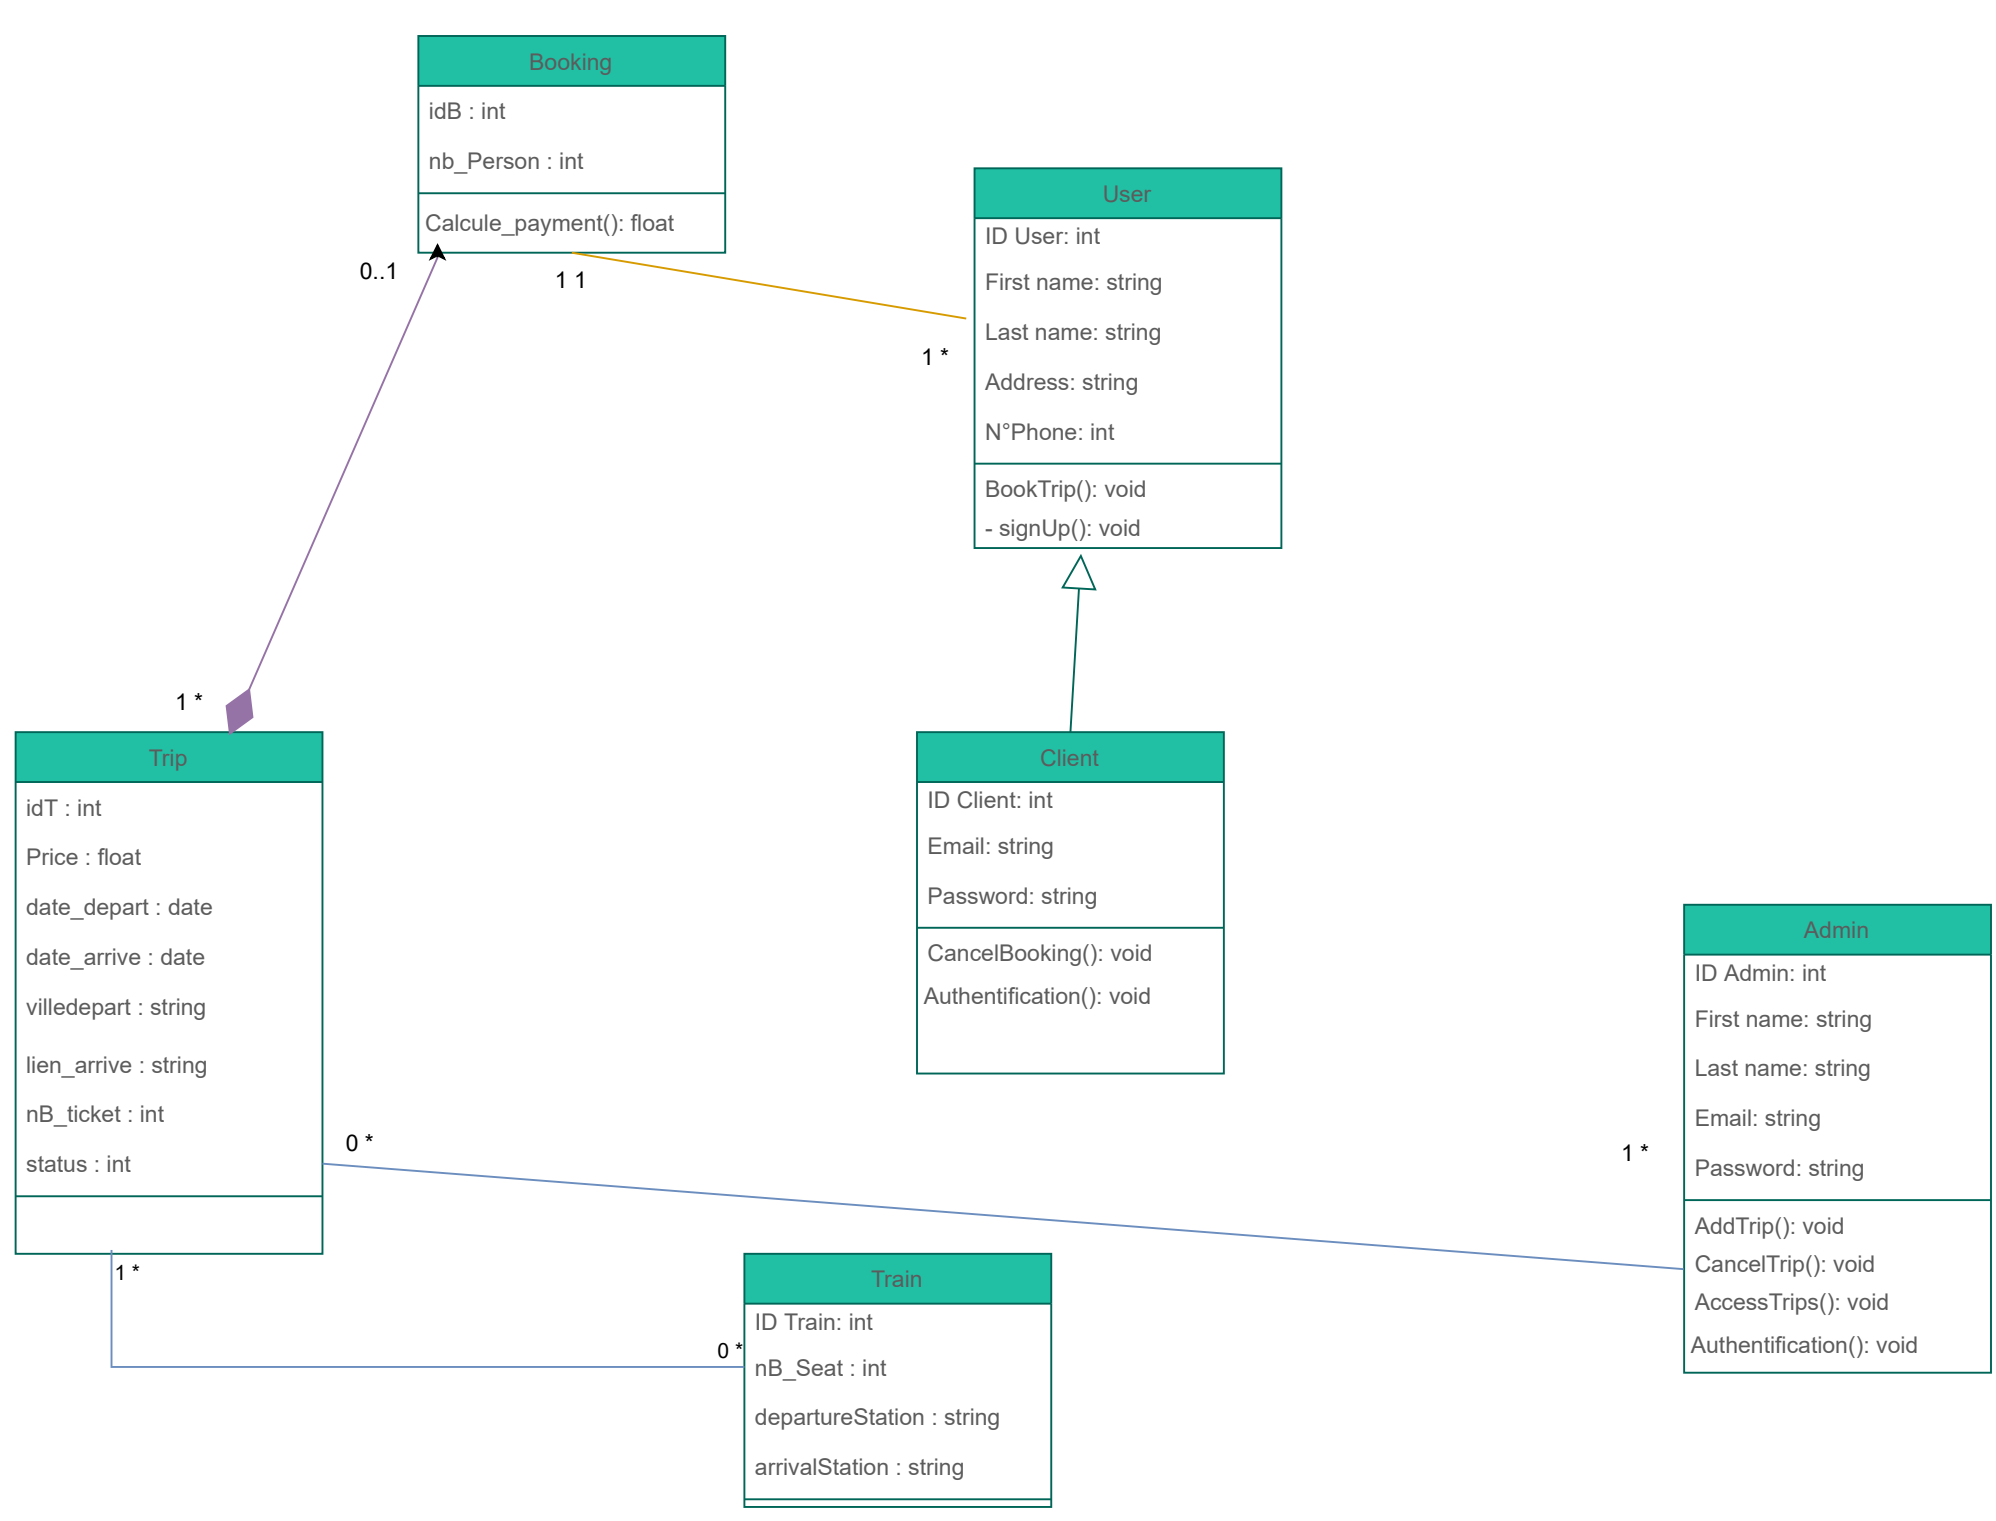 Booking
idB : int
nb_Person : int
Calcule_payment(): float
0..1
1 1
1 *
User
ID User: int
First name: string
Last name: string
Address: string
N°Phone: int
BookTrip(): void
- signUp(): void
1 *
Trip
idT : int
Price : float
date_depart : date
date_arrive : date
villedepart : string
lien_arrive : string
nB_ticket : int
status : int
Client
ID Client: int
Email: string
Password: string
CancelBooking(): void
Authentification(): void
0 *
1 *
Admin
ID Admin: int
First name: string
Last name: string
Email: string
Password: string
AddTrip(): void
CancelTrip(): void
AccessTrips(): void
Authentification(): void
1 *
0 *
Train
ID Train: int
nB_Seat : int
departureStation : string
arrivalStation : string